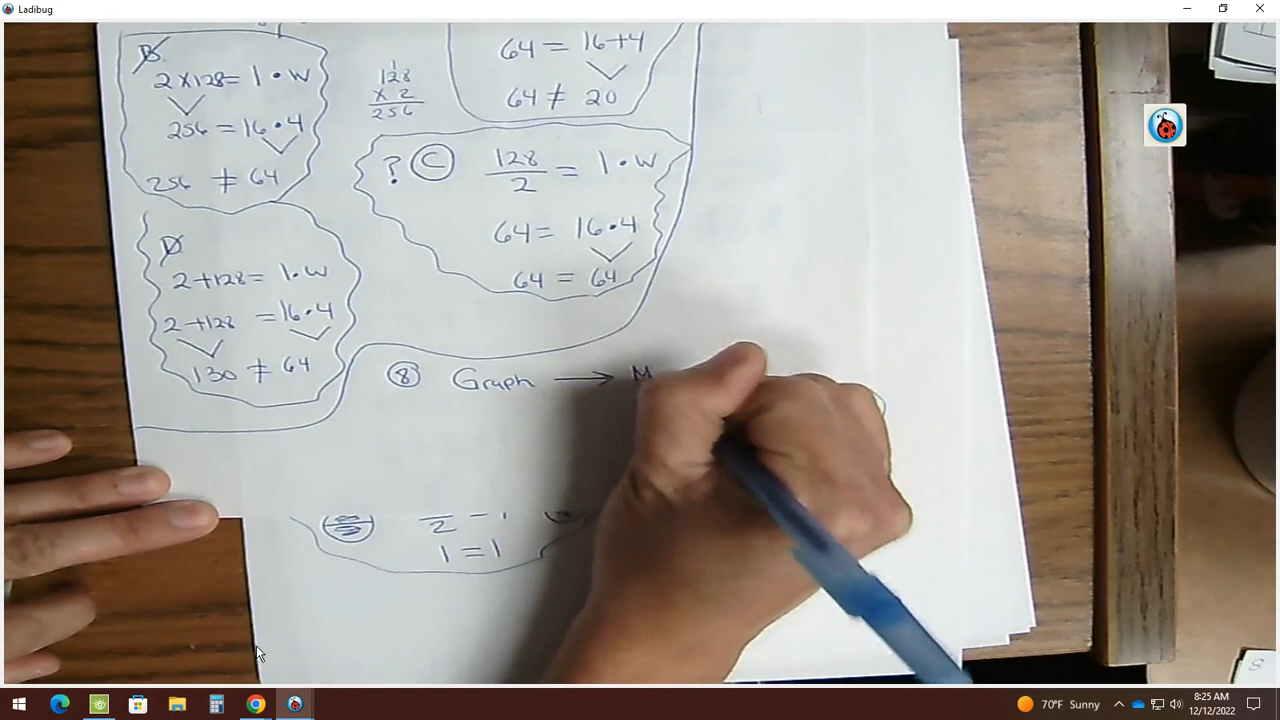 Ladibug
B
2 x 128 = 1 • W
256 = 16 • 4
256 ≠ 64
1
128
x 2
256
64 = 16+4
64 ≠ 20
? C
128/2 = 1 • W
64 = 16 • 4
64 = 64
D
2 + 128 = 1 • W
2 + 128 = 16 • 4
130 ≠ 64
8 Graph → M
2
1 = 1
8
70°F Sunny
8:25 AM
12/12/2022